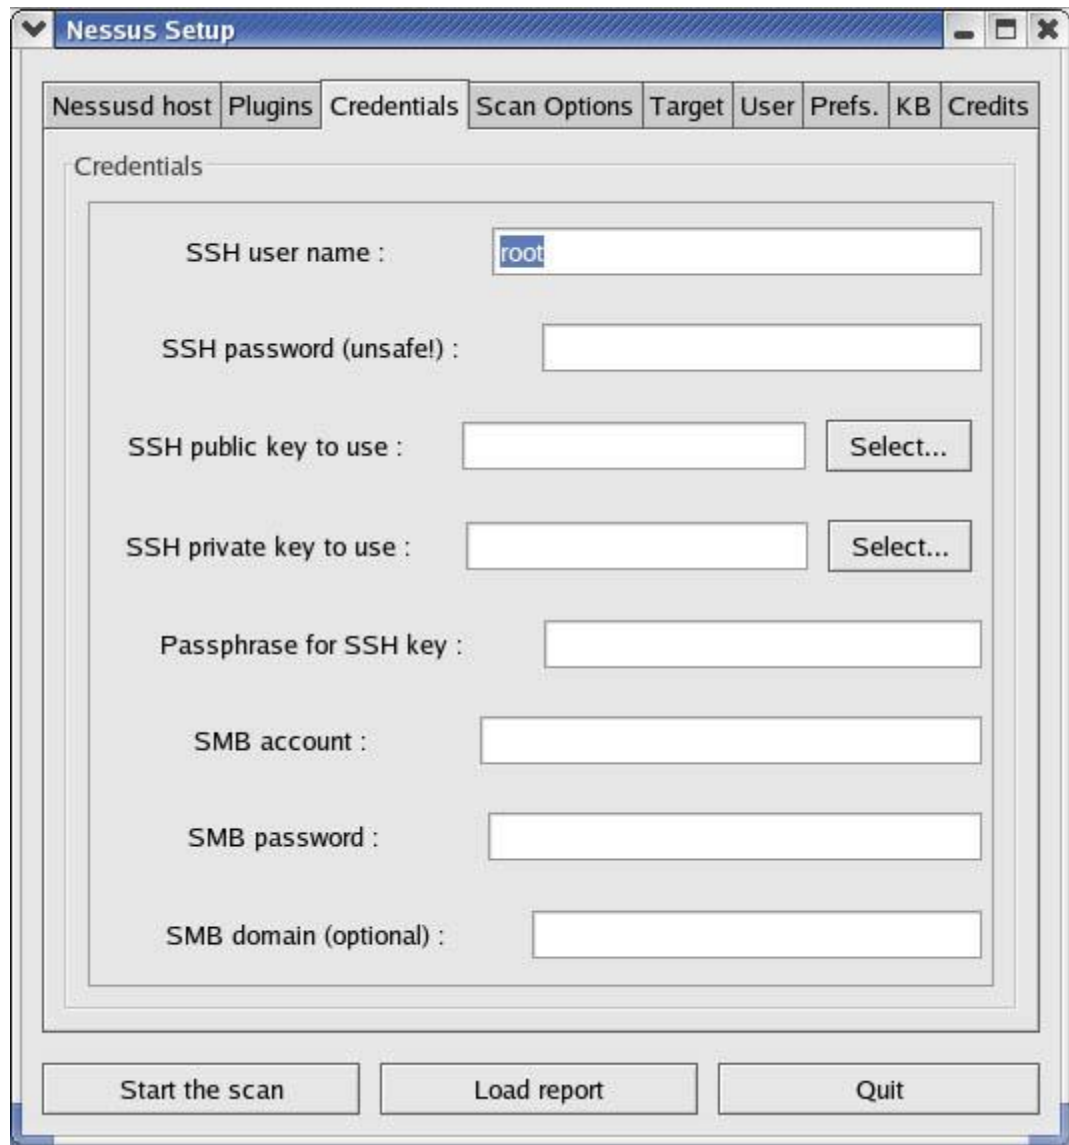 Nessus Setup
Nessusd host Plugins Credentials Scan Options Target User Prefs. KB Credits
Credentials
SSH user name : root
SSH password (unsafe!) :
SSH public key to use : Select...
SSH private key to use : Select...
Passphrase for SSH key :
SMB account :
SMB password :
SMB domain (optional) :
Start the scan Load report Quit